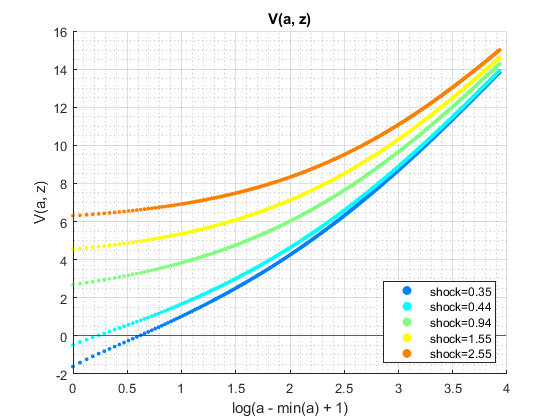 V(a, z)
16
14
12
10
8
6
4
2
0
-2
V(a, z)
0
0.5
1
1.5
2
2.5
3
3.5
4
log(a - min(a) + 1)
shock=0.35
shock=0.44
shock=0.94
shock=1.55
shock=2.55